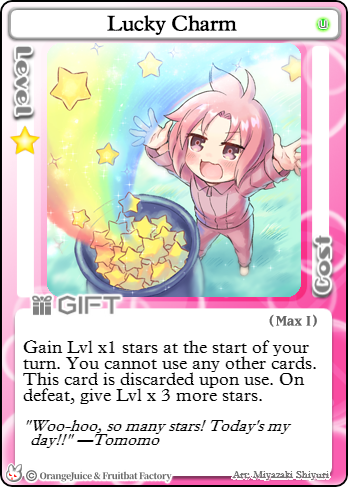 Lucky Charm
U
Level
Cost
GIFT
(Max 1)
Gain Lvl x1 stars at the start of your
turn. You cannot use any other cards.
This card is discarded upon use. On
defeat, give Lvl x 3 more stars.
"Woo-hoo, so many stars! Today's my
day!!" —Tomomo
© OrangeJuice & Fruitbat Factory
Art: Miyazaki Shiyuri